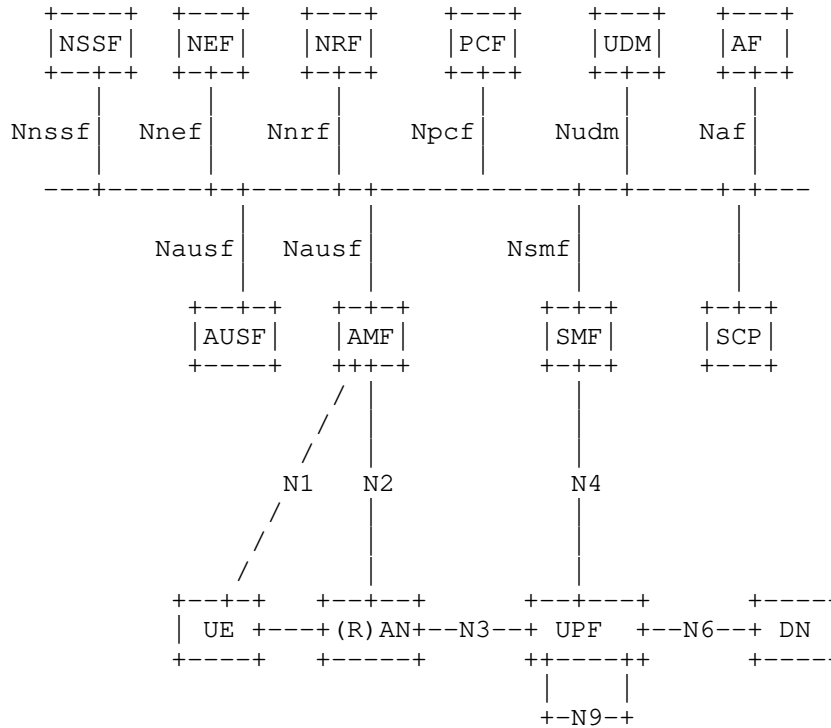 NSSF NEF NRF PCF UDM AF
Nnssf Nnef Nnrf Npcf Nudm Naf
Nausf Nausf Nsmf
AUSF AMF SMF SCP
N1 N2 N4
UE (R)AN N3 UPF N6 DN
N9